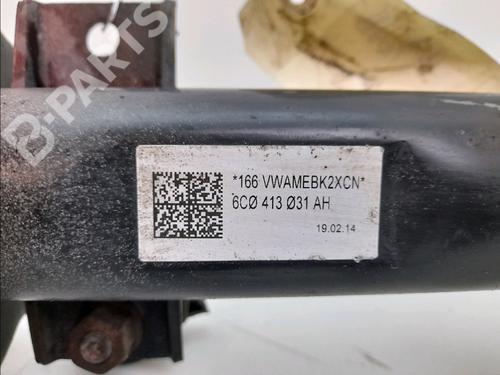 B-PARTS
*166 VWAMEBK2XCN*
6CØ 413 Ø31 AH
19.02.14